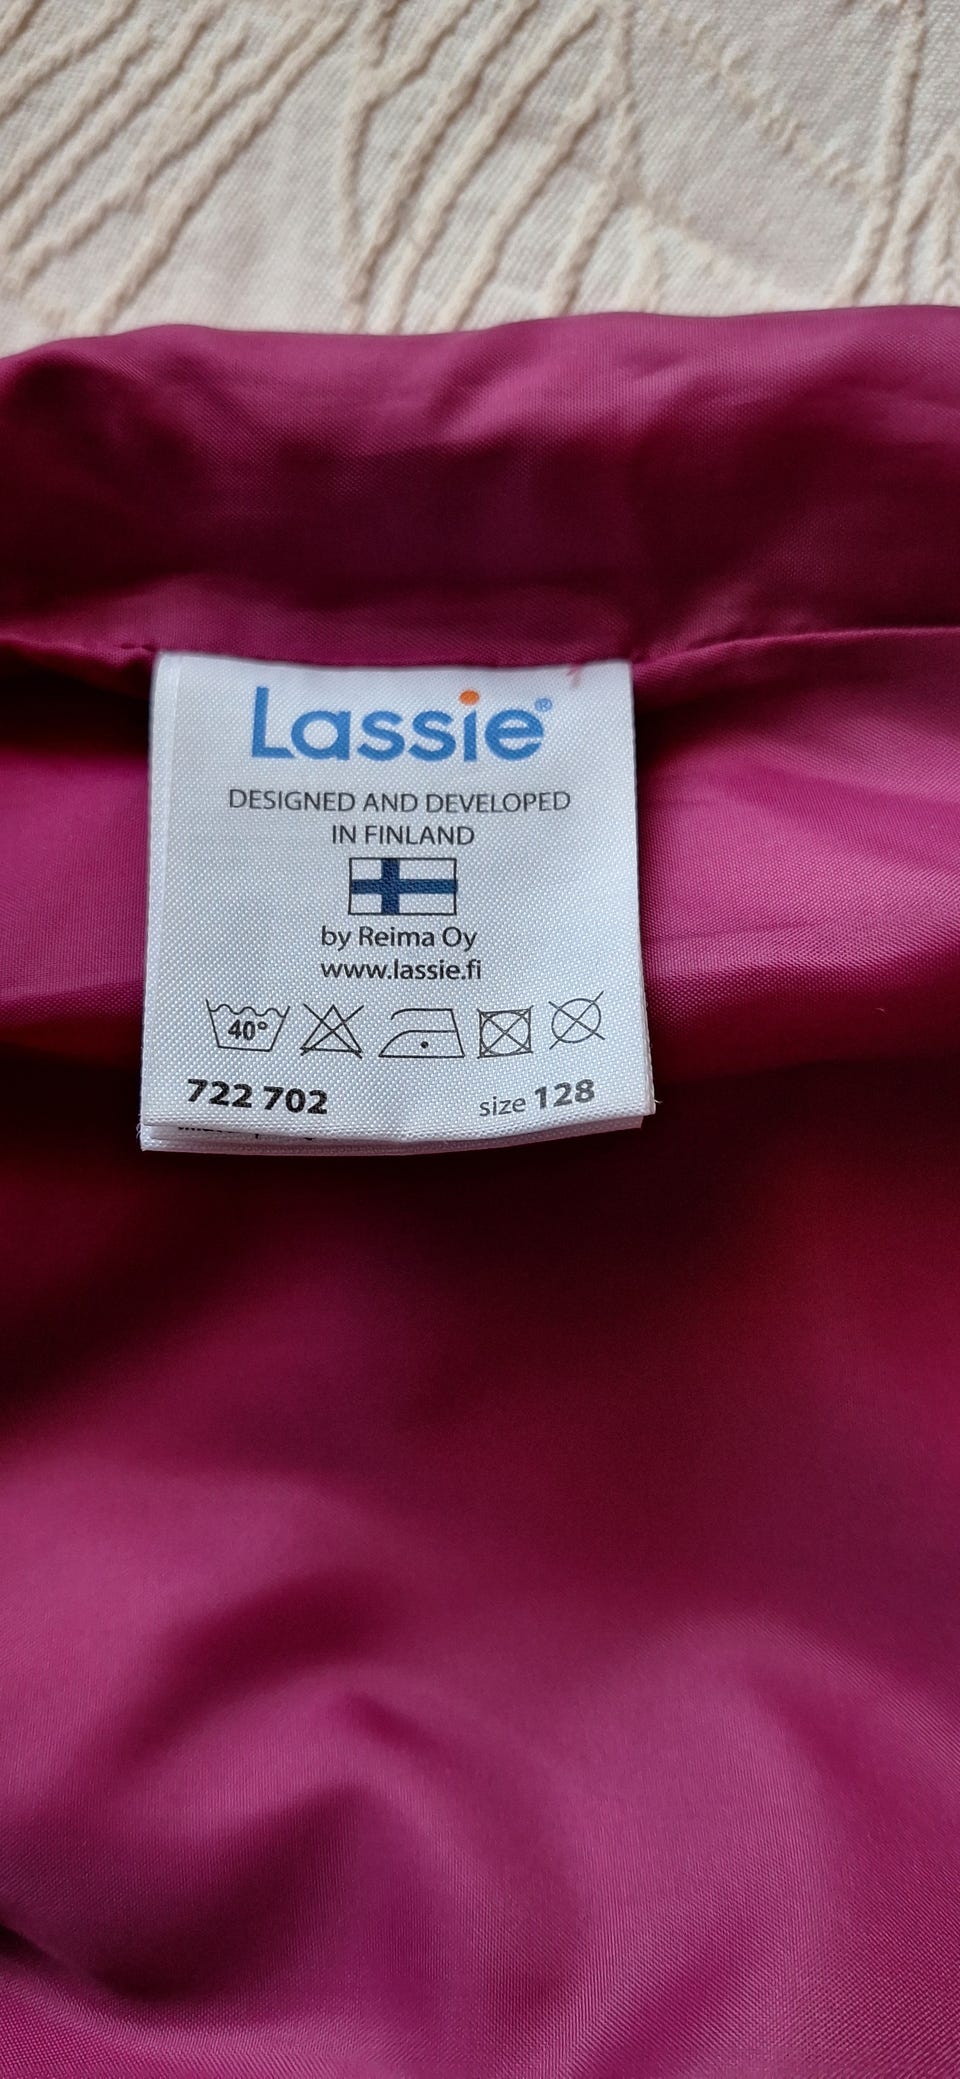 Lassie®
DESIGNED AND DEVELOPED
IN FINLAND
by Reima Oy
www.lassie.fi
40°
722 702 size 128